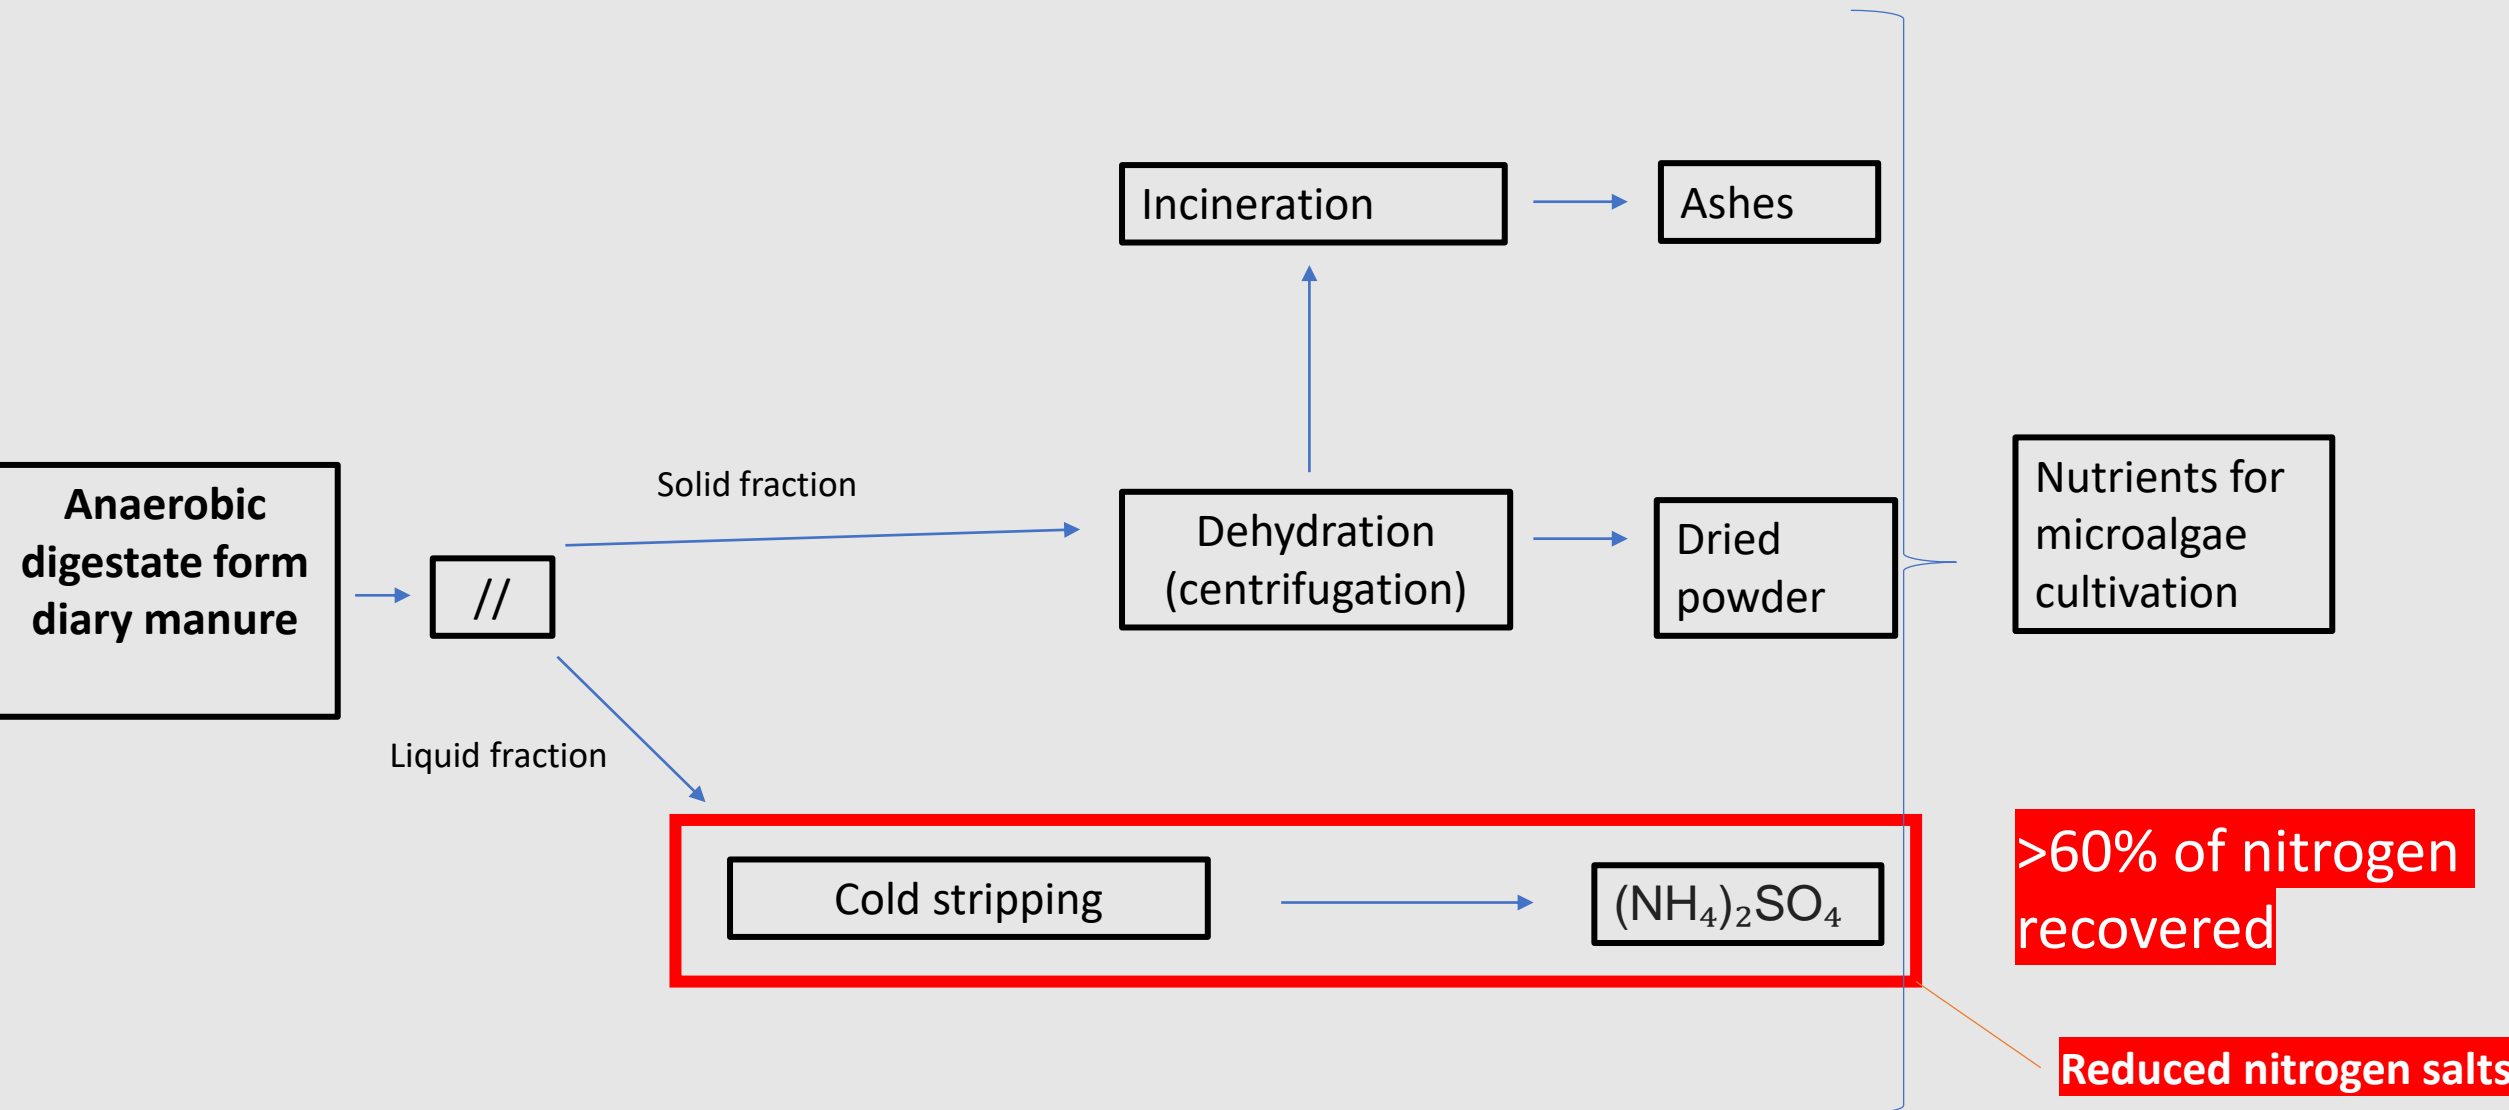 Incineration
Ashes
Solid fraction
Anaerobic
digestate form
diary manure
//
Dehydration
(centrifugation)
Dried
powder
Nutrients for
microalgae
cultivation
Liquid fraction
Cold stripping
(NH₄)₂SO₄
>60% of nitrogen
recovered
Reduced nitrogen salts